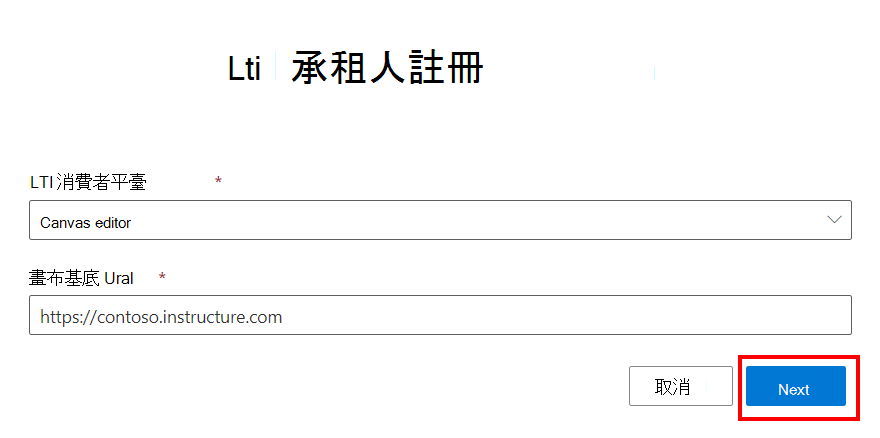 Lti 承租人註冊
LTI 消費者平臺 *
Canvas editor
畫布基底 Ural *
https://contoso.instructure.com
取消 Next